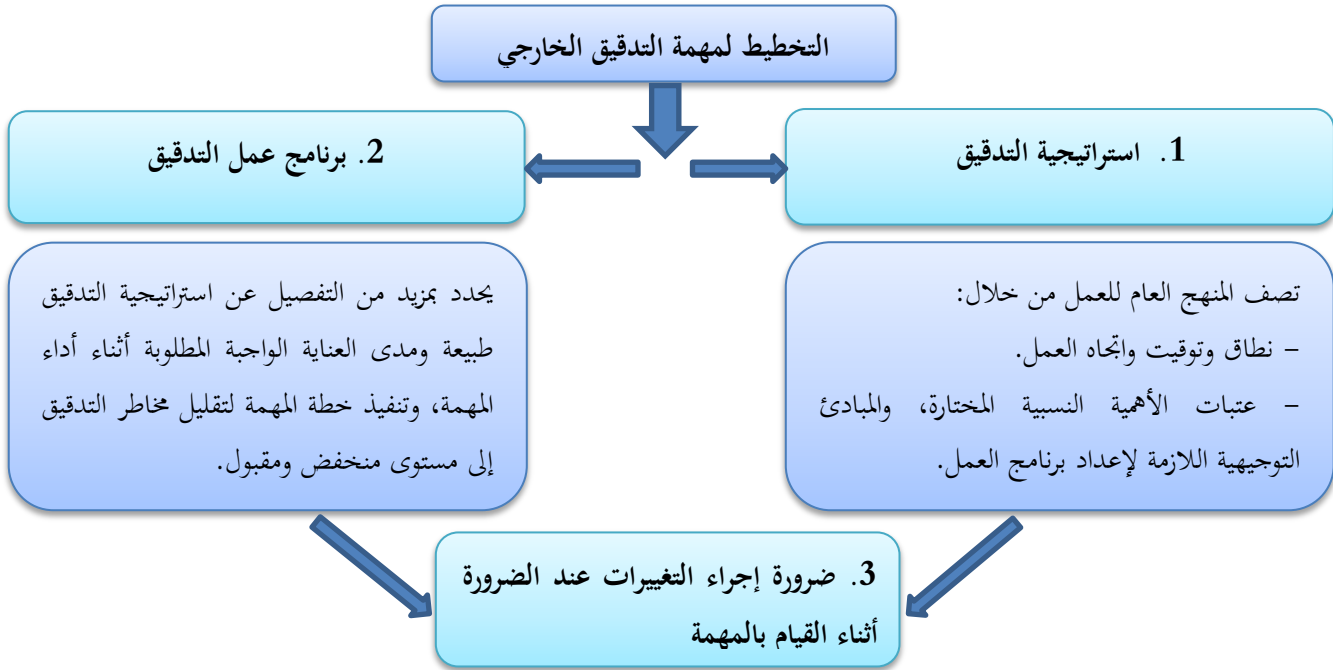 التخطيط لمهمة التدقيق الخارجي
1. استراتيجية التدقيق
2. برنامج عمل التدقيق
تصف المنهج العام للعمل من خلال:
– نطاق وتوقيت واتجاه العمل.
– عتبات الأهمية النسبية المختارة، والمبادئ
التوجيهية اللازمة لإعداد برنامج العمل.
يحدد بمزيد من التفصيل عن استراتيجية التدقيق
طبيعة ومدى العناية الواجبة المطلوبة أثناء أداء
المهمة، وتنفيذ خطة المهمة لتقليل مخاطر التدقيق
إلى مستوى منخفض ومقبول.
3. ضرورة إجراء التغييرات عند الضرورة
أثناء القيام بالمهمة